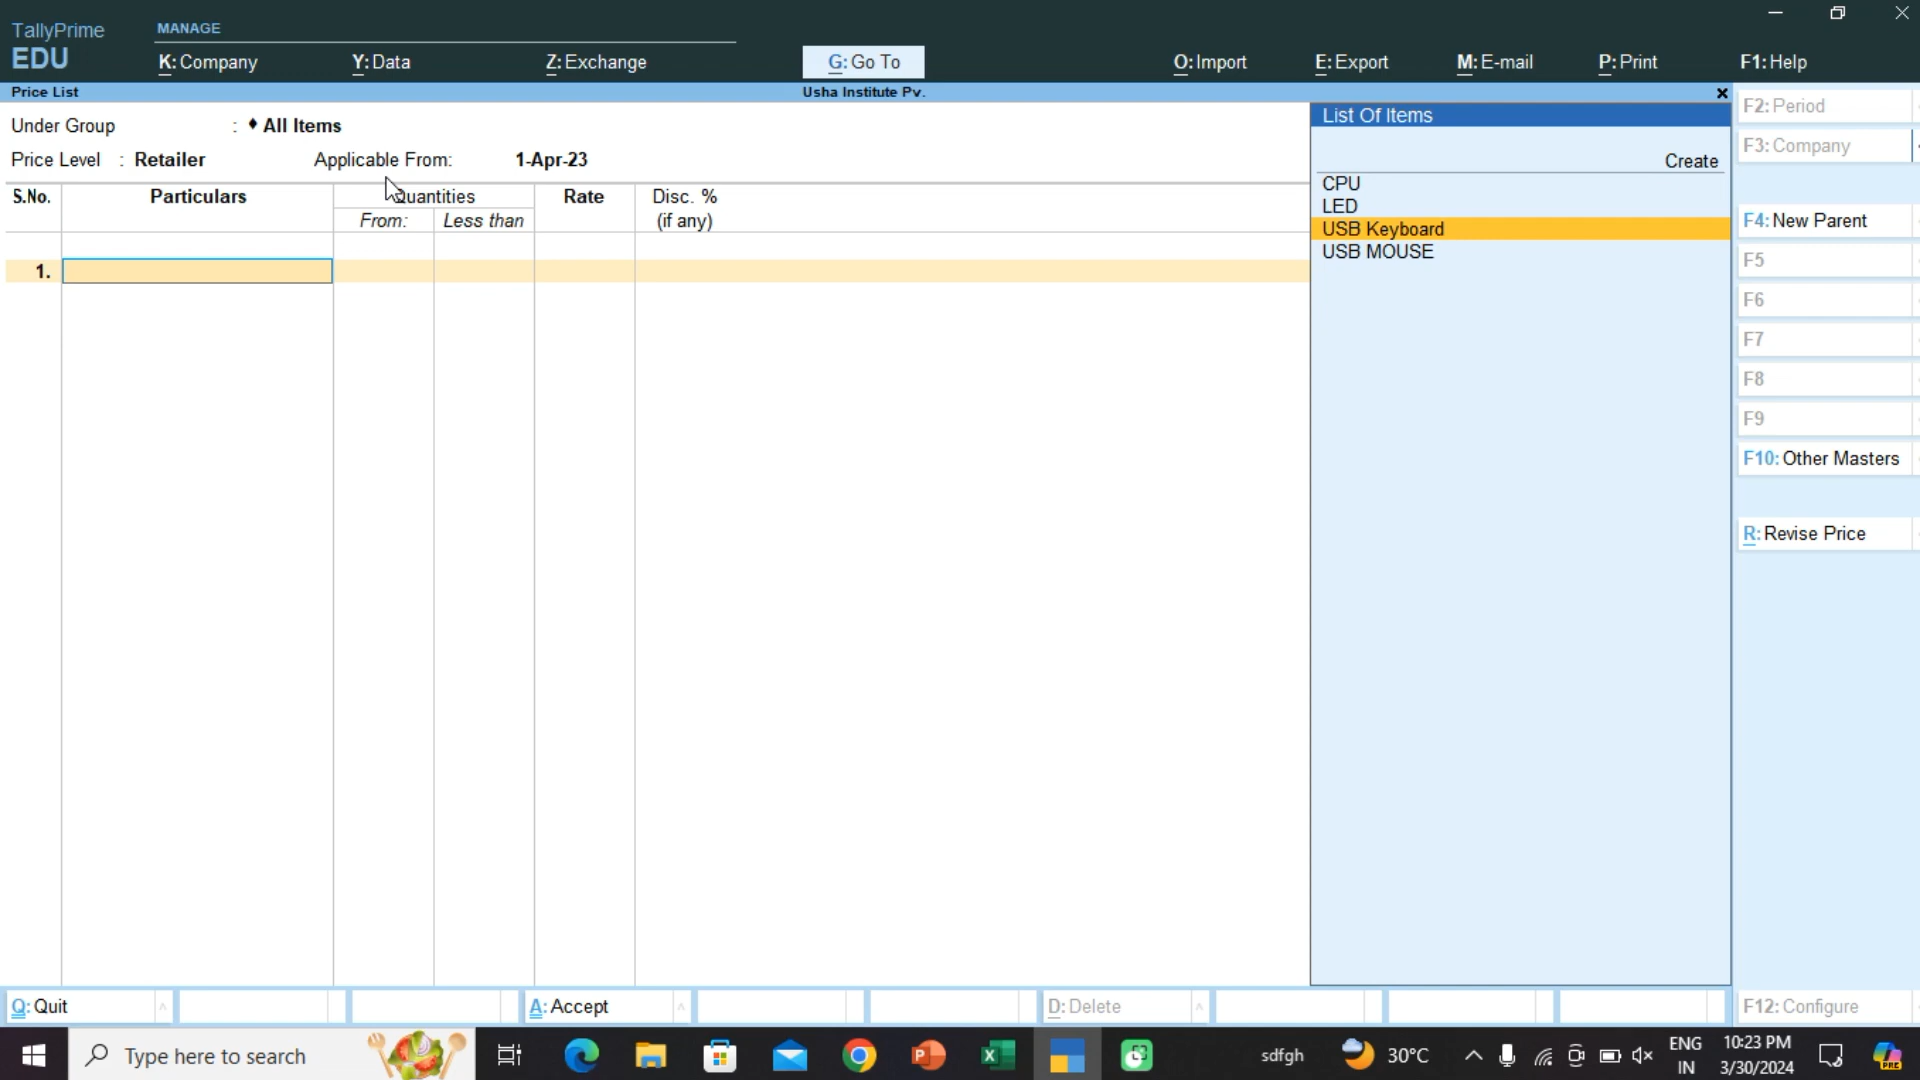 TallyPrime
EDU
MANAGE
K: Company
Y: Data
Z: Exchange
G: Go To
O: Import
E: Export
M: E-mail
P: Print
F1: Help
Price List
Usha Institute Pv.
Under Group : ♦ All Items
Price Level : Retailer Applicable From: 1-Apr-23
S.No. Particulars Quantities Rate Disc. %
From: Less than (if any)
1.
List Of Items
Create
CPU
LED
USB Keyboard
USB MOUSE
F2: Period
F3: Company
F4: New Parent
F5
F6
F7
F8
F9
F10: Other Masters
R: Revise Price
Q: Quit
A: Accept
D: Delete
F12: Configure
Type here to search
sdfgh
30°C
ENG
IN
10:23 PM
3/30/2024
PRE